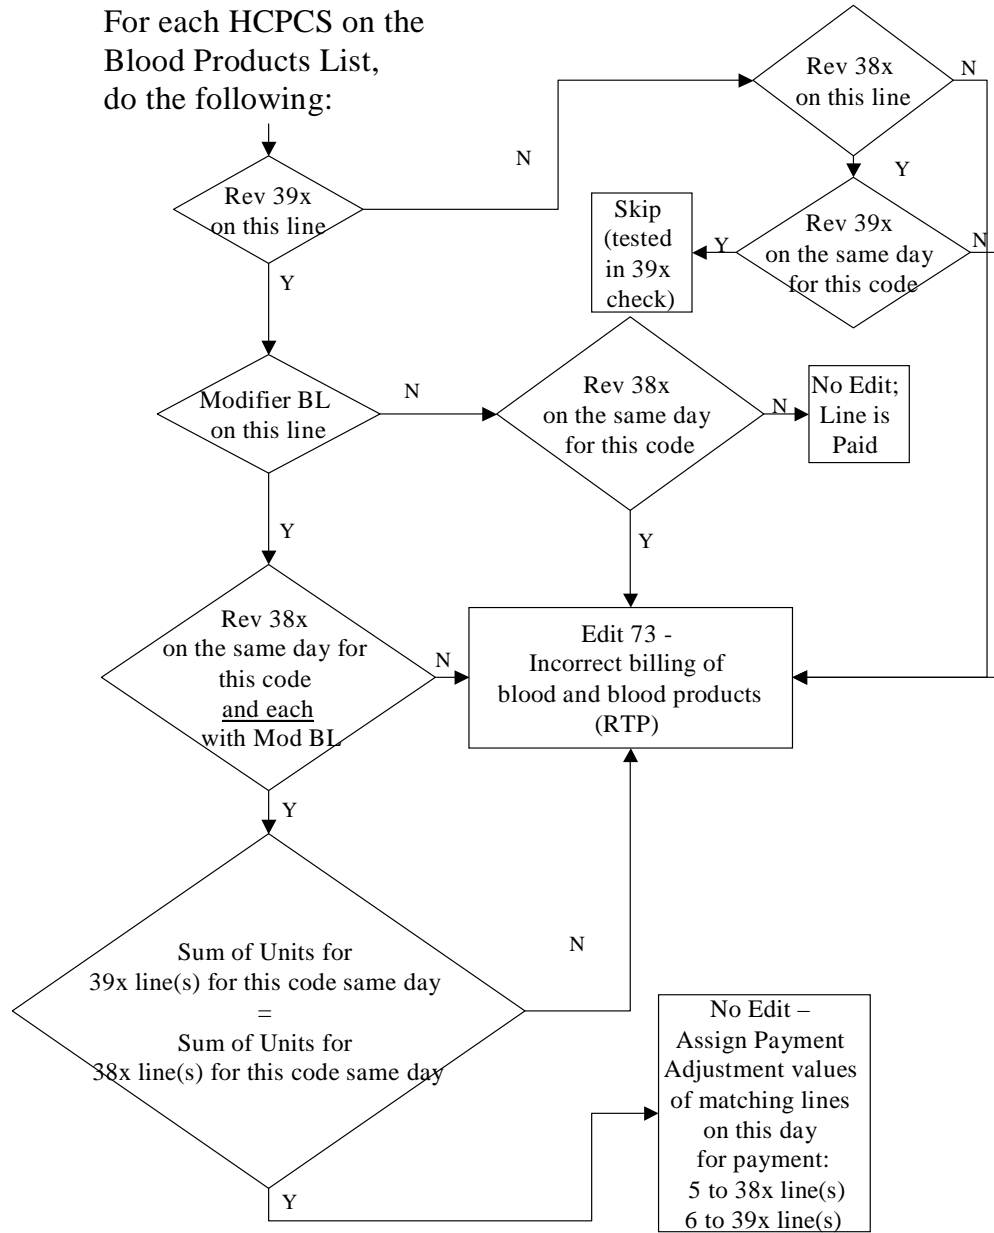 For each HCPCS on the
Blood Products List,
do the following:
Rev 39x
on this line
N
Y
Rev 38x
on this line
N
Y
Rev 39x
on the same day
for this code
Y
N
Skip
(tested
in 39x
check)
Modifier BL
on this line
N
Y
Rev 38x
on the same day
for this code
N
Y
No Edit;
Line is
Paid
Rev 38x
on the same day for
this code
and each
with Mod BL
N
Y
Edit 73 -
Incorrect billing of
blood and blood products
(RTP)
Sum of Units for
39x line(s) for this code same day
=
Sum of Units for
38x line(s) for this code same day
N
Y
No Edit –
Assign Payment
Adjustment values
of matching lines
on this day
for payment:
5 to 38x line(s)
6 to 39x line(s)